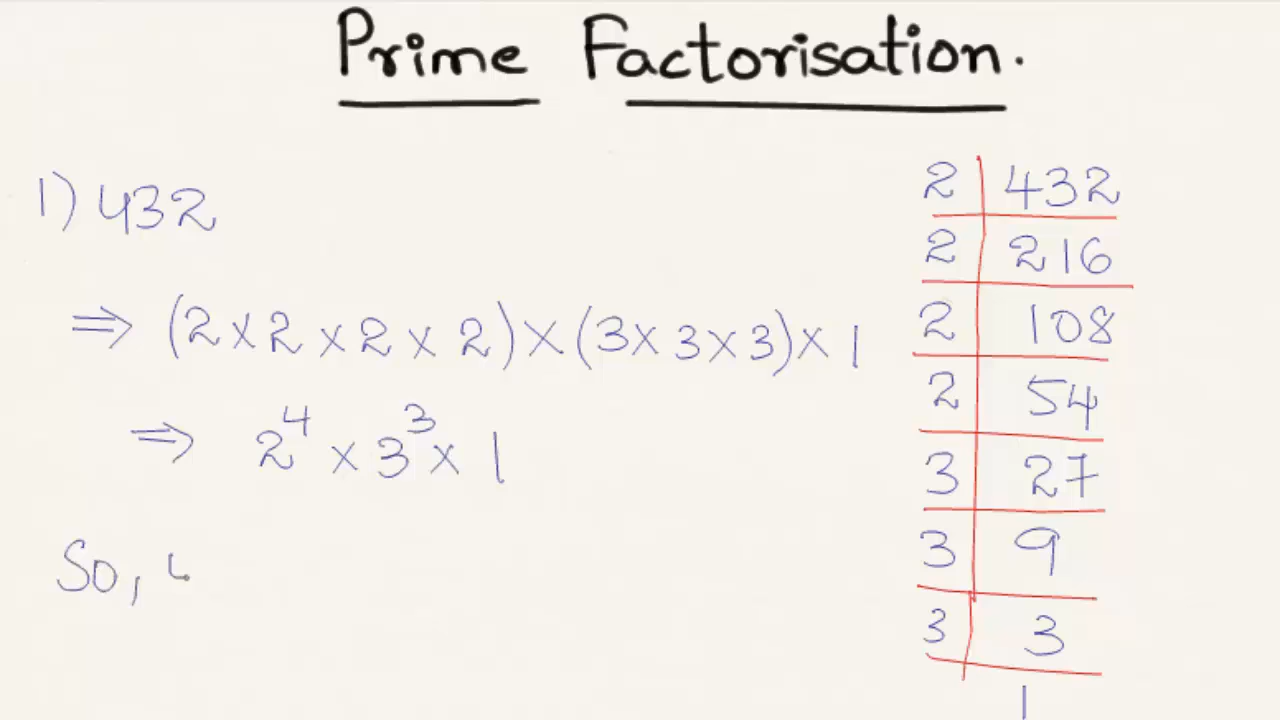 Prime Factorisation.
1) 432
⇒ (2 × 2 × 2 × 2) × (3 × 3 × 3) × 1
⇒ 2⁴ × 3³ × 1
So,
2 | 432
2 | 216
2 | 108
2 | 54
3 | 27
3 | 9
3 | 3
1